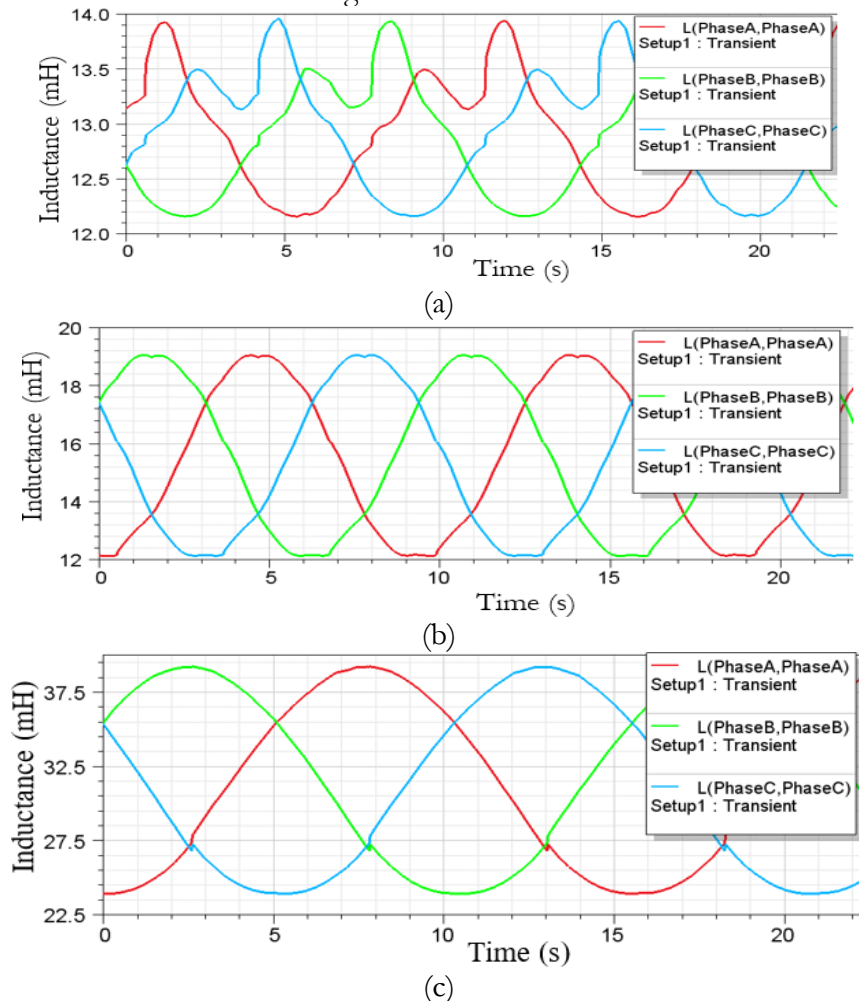 14.0
13.5
13.0
12.5
12.0
Inductance (mH)
0
5
10
15
20
Time (s)
L(PhaseA,PhaseA)
Setup1 : Transient
L(PhaseB,PhaseB)
Setup1 : Transient
L(PhaseC,PhaseC)
Setup1 : Transient
(a)
20
18
16
14
12
Inductance (mH)
0
5
10
15
20
Time (s)
L(PhaseA,PhaseA)
Setup1 : Transient
L(PhaseB,PhaseB)
Setup1 : Transient
L(PhaseC,PhaseC)
Setup1 : Transient
(b)
37.5
32.5
27.5
22.5
Inductance (mH)
0
5
10
15
20
Time (s)
L(PhaseA,PhaseA)
Setup1 : Transient
L(PhaseB,PhaseB)
Setup1 : Transient
L(PhaseC,PhaseC)
Setup1 : Transient
(c)